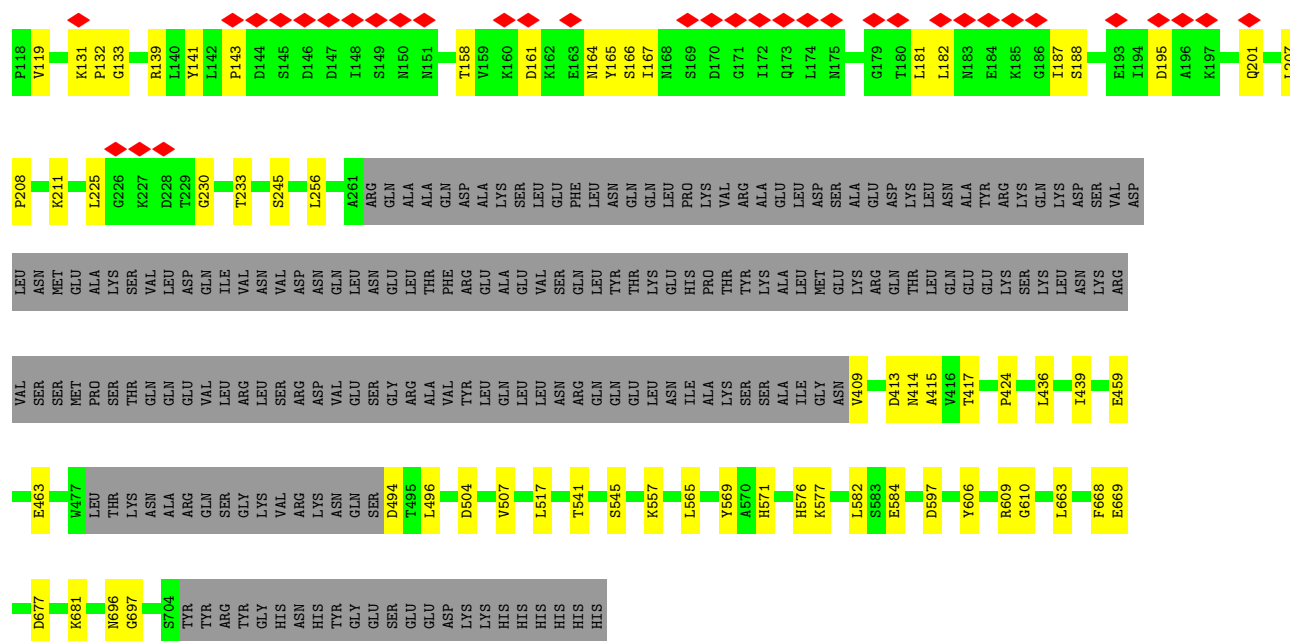 P118 V119 K131 P132 G133 R139 L140 Y141 L142 P143 D144 S145 D146 D147 I148 S149 N150 N151 T158 V159 K160 D161 K162 E163 N164 Y165 S166 I167 N168 S169 D170 G171 I172 Q173 L174 N175 G179 T180 L181 L182 N183 E184 K185 G186 I187 S188 E193 I194 D195 A196 K197 Q201 L207
P208 K211 L225 G226 K227 D228 T229 G230 T233 S245 L256 A261 ARG GLN ALA ALA GLN ASP ALA LYS SER LEU GLU PHE LEU ASN GLN GLN LEU PRO LYS VAL ARG ALA GLU LEU ASP SER ALA GLU ASP LYS LEU ASN ALA TYR ARG LYS GLN LYS ASP SER VAL ASP
LEU ASN MET GLU ALA LYS SER VAL LEU ASP GLN ILE VAL ASN VAL ASP ASN GLN LEU ASN GLU LEU THR PHE ARG GLU ALA GLU VAL SER GLN LEU TYR THR LYS GLU HIS PRO THR TYR LYS ALA LEU MET GLU LYS ARG GLN THR LEU GLN GLU GLU LYS SER LYS LEU ASN LYS ARG
VAL SER SER MET PRO SER THR GLN GLN GLU VAL LEU ARG LEU SER ARG ASP VAL GLU SER GLY ARG ALA VAL TYR LEU GLN LEU LEU ASN ARG GLN GLN GLU LEU ASN ILE ALA LYS SER SER ALA ILE GLY ASN V409 D413 N414 A415 V416 T417 P424 L436 I439 E459
E463 W477 LEU THR LYS ASN ALA ARG GLN SER GLY LYS VAL ARG LYS ASN GLN SER D494 T495 L496 D504 V507 L517 T541 S545 K557 L565 Y569 A570 H571 H576 K577 L582 S583 E584 D597 Y606 R609 G610 L663 F668 E669
D677 K681 N696 G697 S704 TYR TYR ARG TYR GLY HIS ASN HIS TYR GLY GLU SER GLU GLU ASP LYS LYS HIS HIS HIS HIS HIS HIS